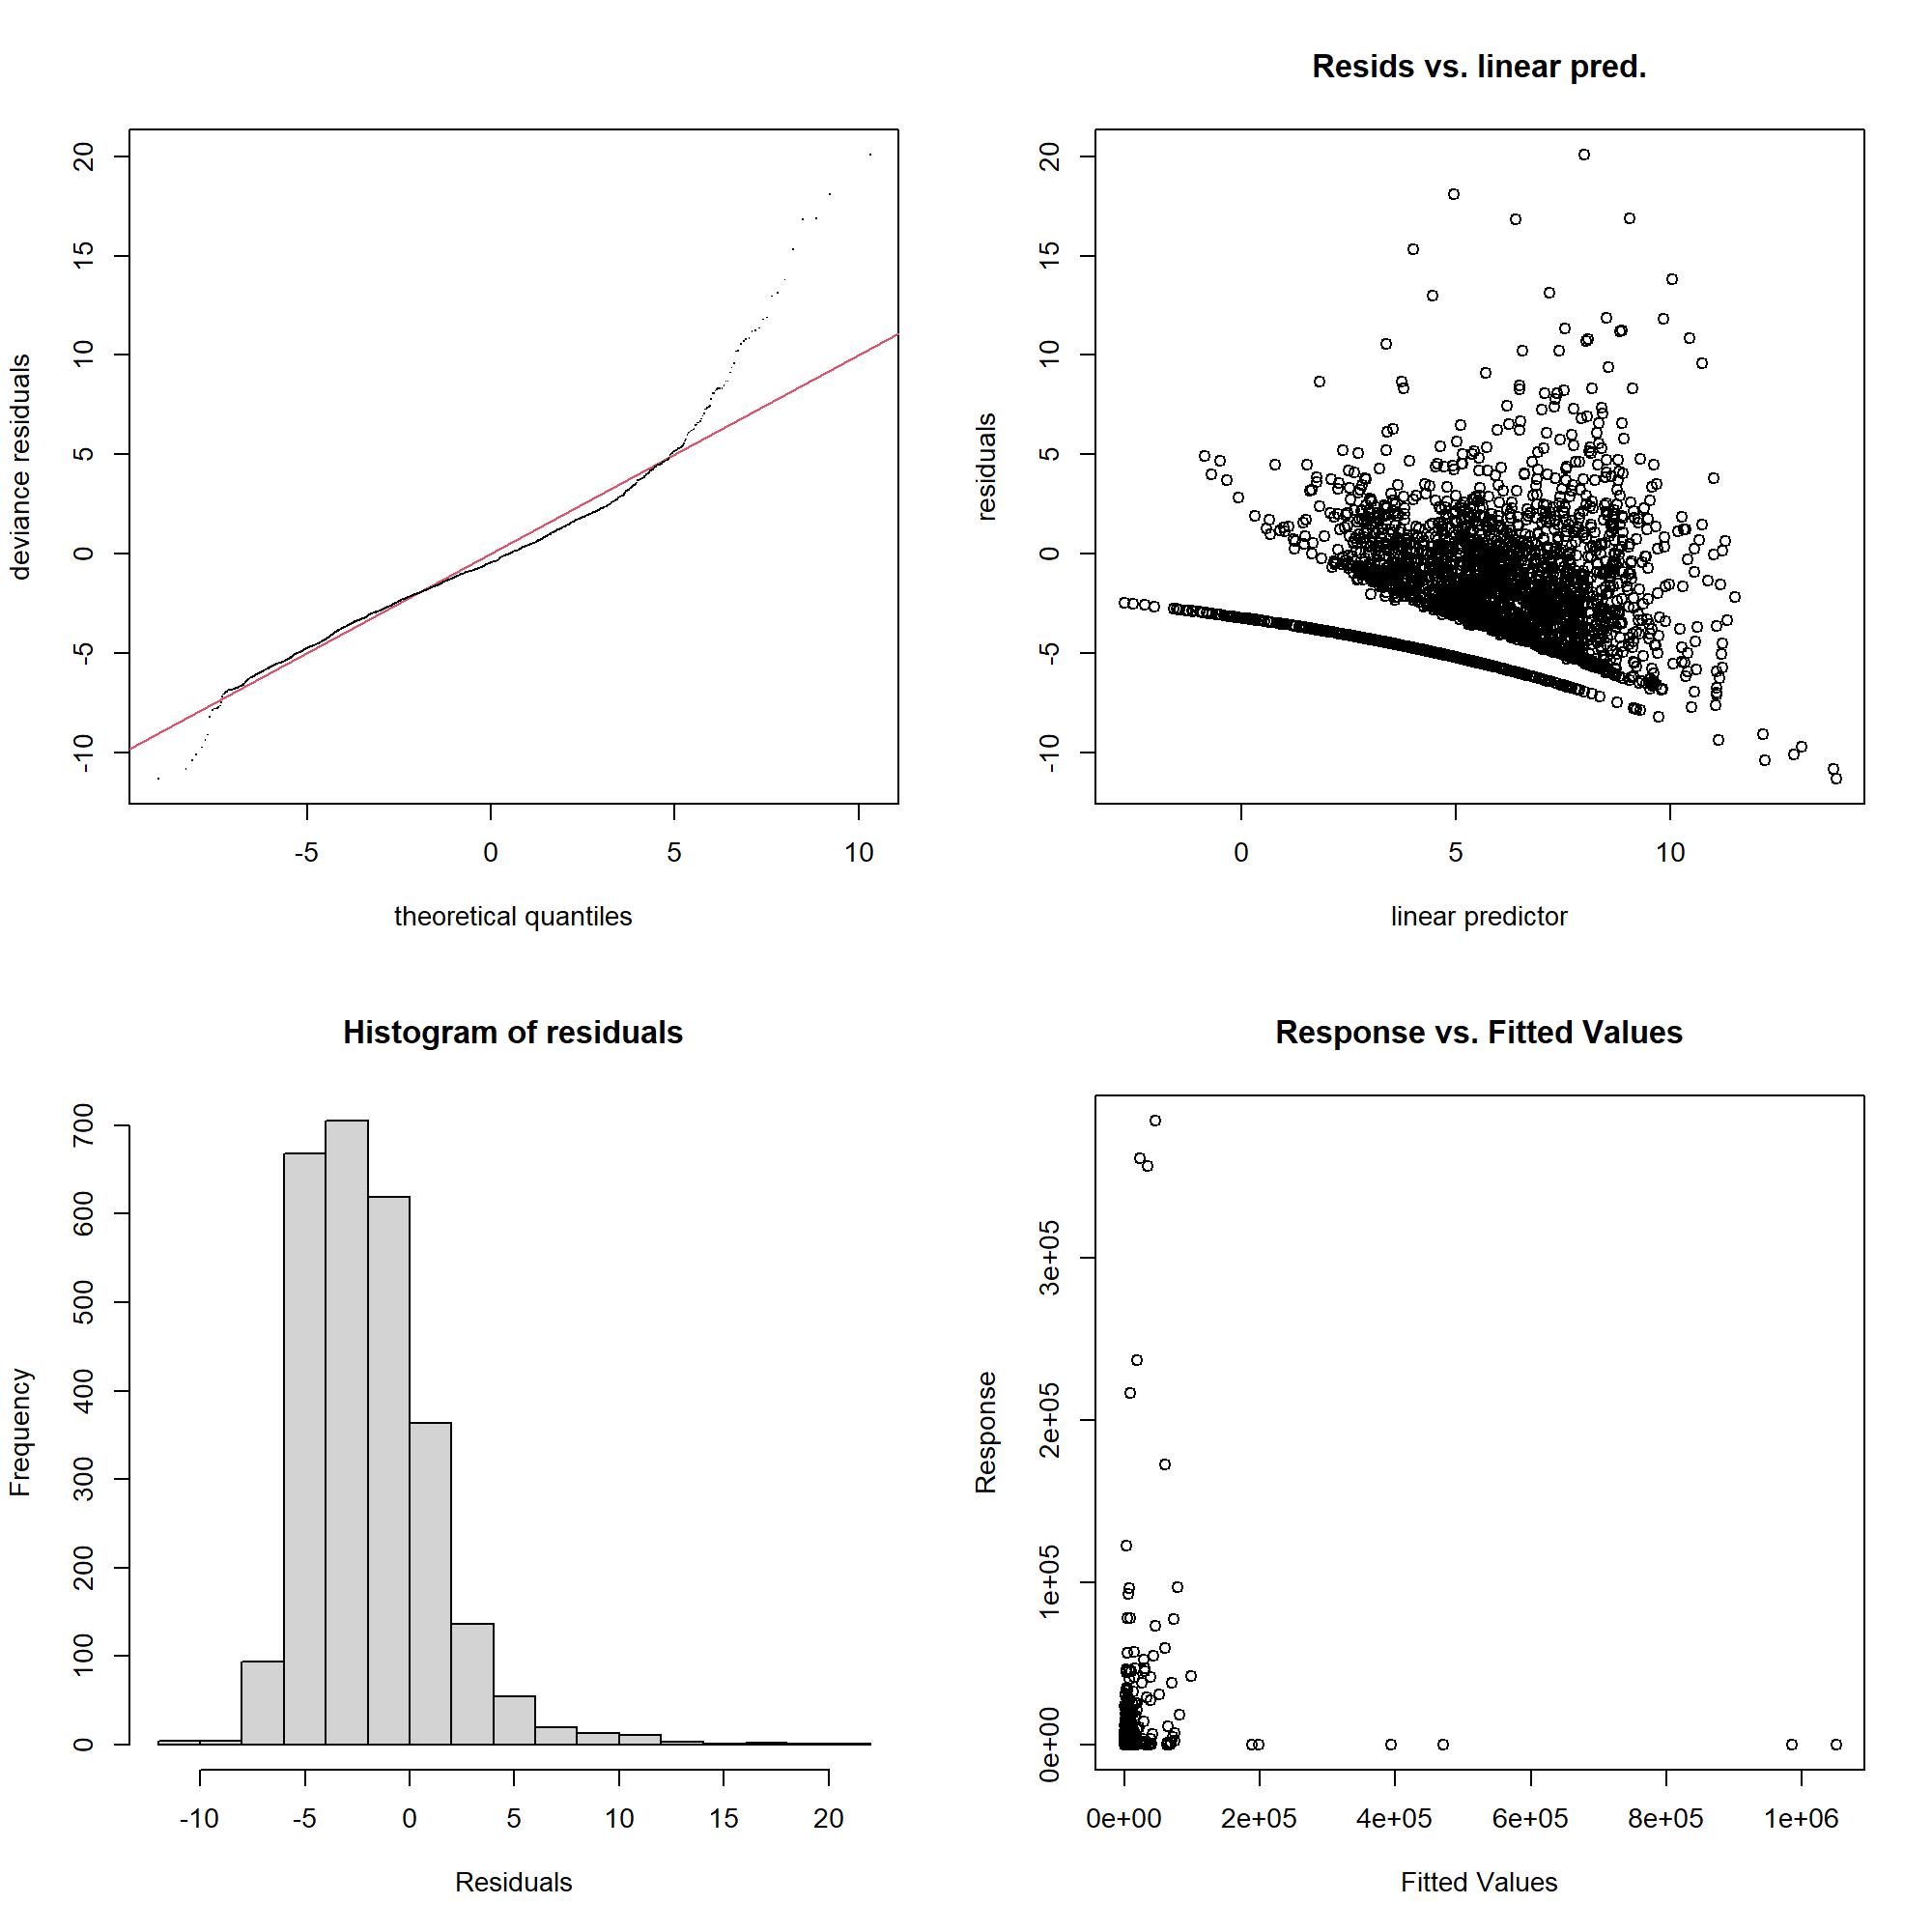 20
15
10
5
0
-5
-10
deviance residuals
-5
0
5
10
theoretical quantiles
Resids vs. linear pred.
20
15
10
5
0
-5
-10
residuals
0
5
10
linear predictor
Histogram of residuals
700
600
500
400
300
200
100
0
Frequency
-10
-5
0
5
10
15
20
Residuals
Response vs. Fitted Values
3e+05
2e+05
1e+05
0e+00
Response
0e+00
2e+05
4e+05
6e+05
8e+05
1e+06
Fitted Values